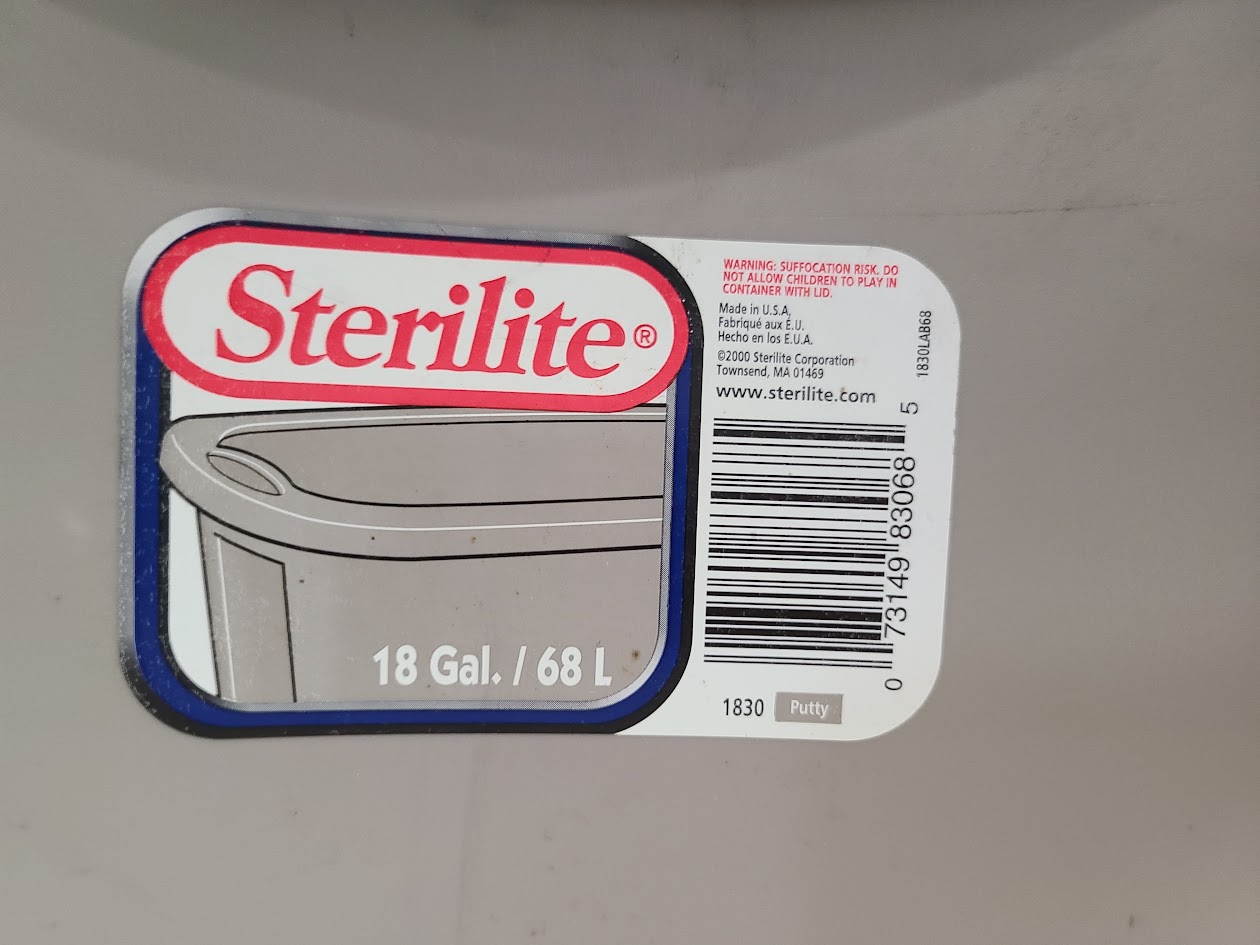 Sterilite®
18 Gal. / 68 L
WARNING: SUFFOCATION RISK. DO
NOT ALLOW CHILDREN TO PLAY IN
CONTAINER WITH LID.
Made in U.S.A,
Fabriqué aux É.U.
Hecho en los E.U.A.
©2000 Sterilite Corporation
Townsend, MA 01469
www.sterilite.com
1830LAB68
0 73149 83068 5
1830 Putty